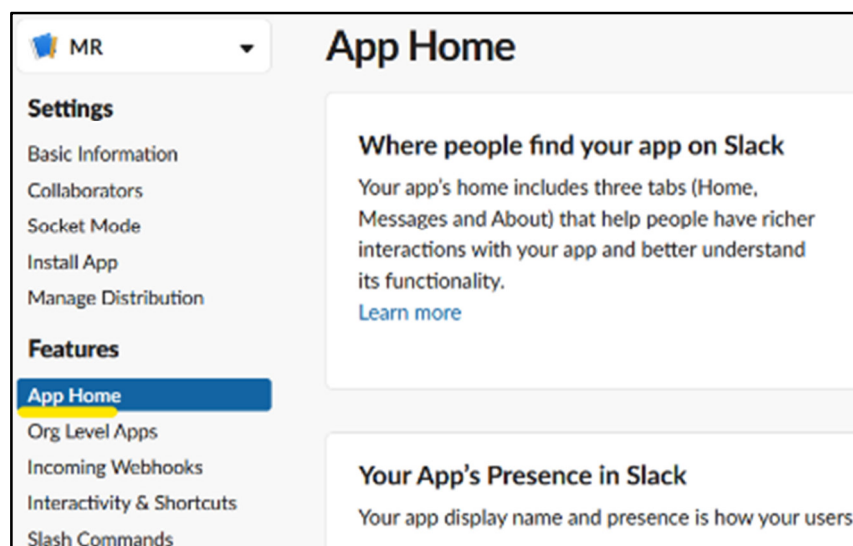 MR
Settings
Basic Information
Collaborators
Socket Mode
Install App
Manage Distribution
Features
App Home
Org Level Apps
Incoming Webhooks
Interactivity & Shortcuts
Slash Commands
App Home
Where people find your app on Slack
Your app's home includes three tabs (Home,
Messages and About) that help people have richer
interactions with your app and better understand
its functionality.
Learn more
Your App's Presence in Slack
Your app display name and presence is how your users